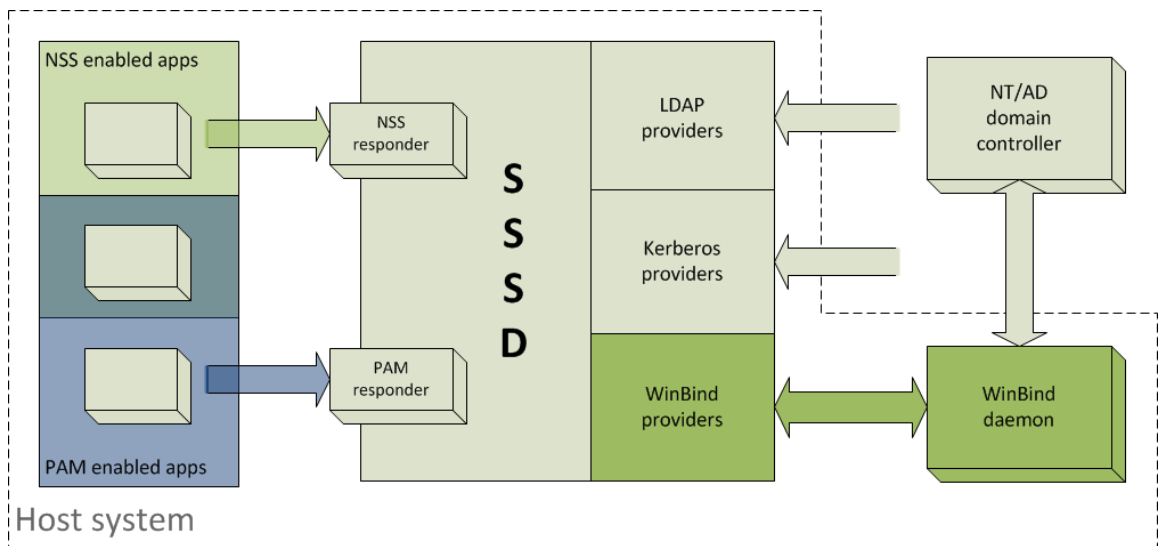 NSS enabled apps
NSS
responder
S
S
S
D
LDAP
providers
NT/AD
domain
controller
Kerberos
providers
PAM
responder
WinBind
providers
WinBind
daemon
PAM enabled apps
Host system